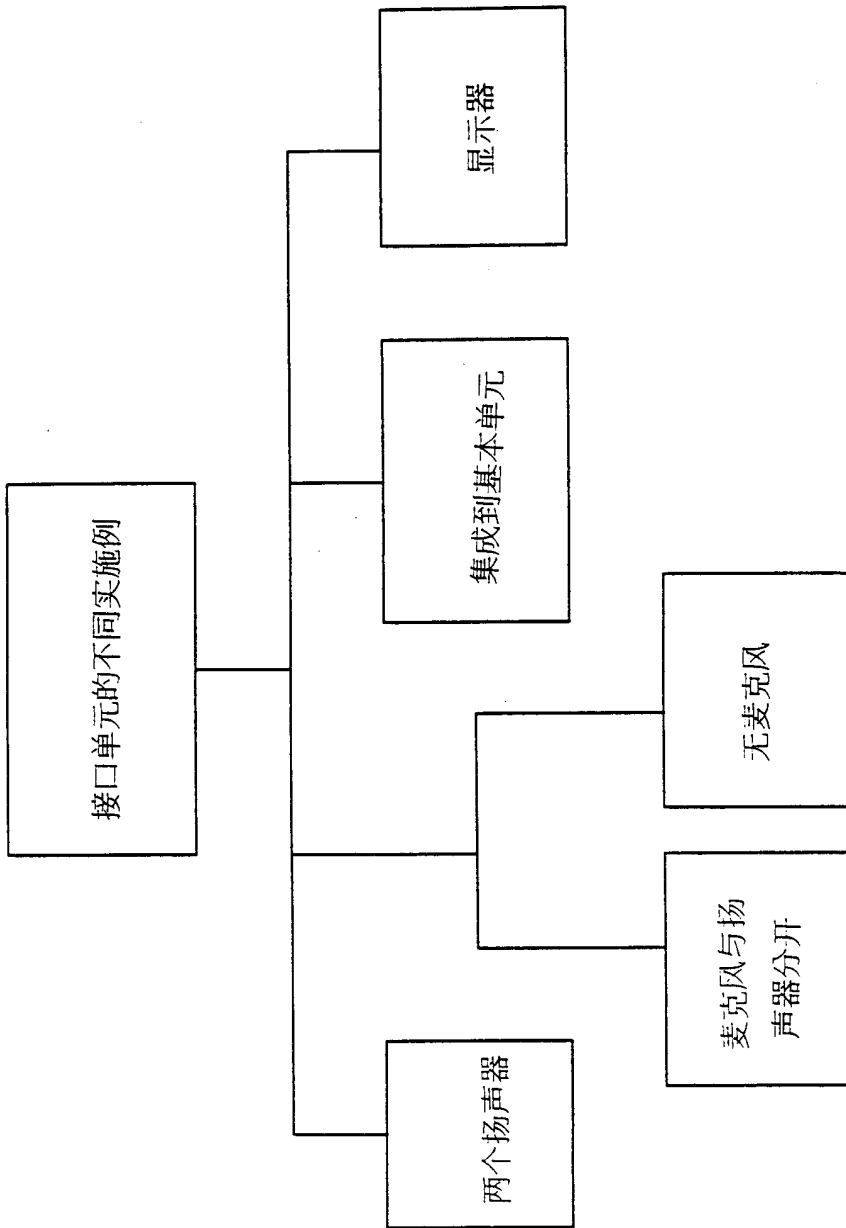 接口单元的不同实施例
两个扬声器
集成到基本单元
显示器
麦克风与扬
声器分开
无麦克风